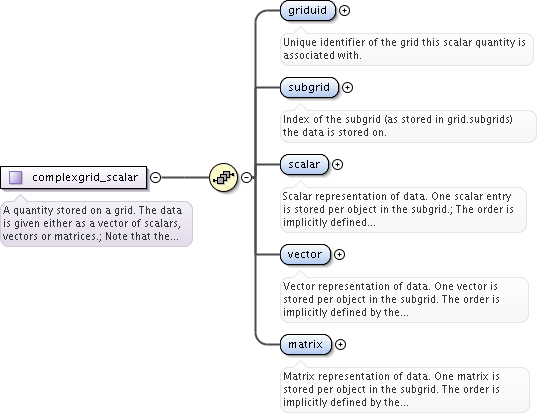 griduid
Unique identifier of the grid this scalar quantity is
associated with.
subgrid
Index of the subgrid (as stored in grid.subgrids)
the data is stored on.
complexgrid_scalar
A quantity stored on a grid. The data
is given either as a vector of scalars,
vectors or matrices.; Note that the...
scalar
Scalar representation of data. One scalar entry
is stored per object in the subgrid.; The order is
implicitly defined...
vector
Vector representation of data. One vector is
stored per object in the subgrid. The order is
implicitly defined by the...
matrix
Matrix representation of data. One matrix is
stored per object in the subgrid. The order is
implicitly defined by the...